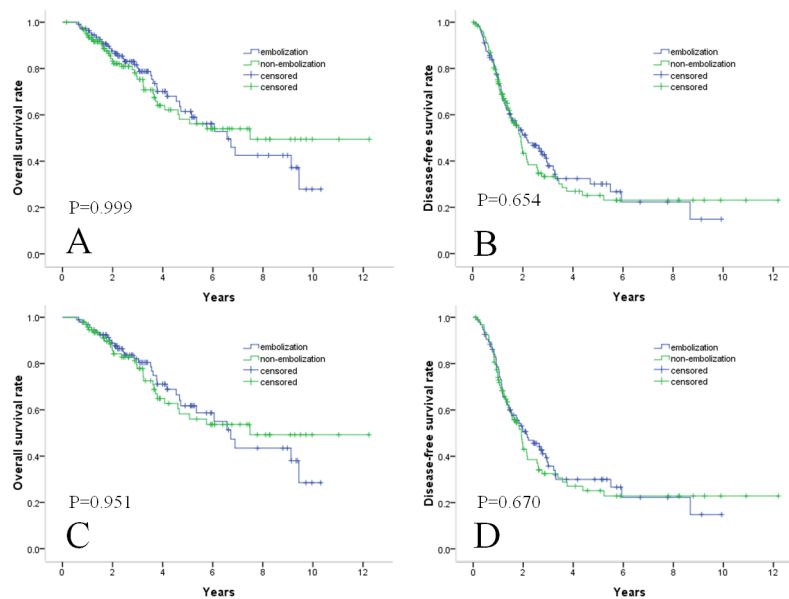 Overall survival rate
1.0
0.8
0.6
0.4
0.2
0.0
embolization
non-embolization
censored
censored
P=0.999
A
0 2 4 6 8 10 12
Years
Disease-free survival rate
1.0
0.8
0.6
0.4
0.2
0.0
embolization
non-embolization
censored
censored
P=0.654
B
0 2 4 6 8 10 12
Years
Overall survival rate
1.0
0.8
0.6
0.4
0.2
0.0
embolization
non-embolization
censored
censored
P=0.951
C
0 2 4 6 8 10 12
Years
Disease-free survival rate
1.0
0.8
0.6
0.4
0.2
0.0
embolization
non-embolization
censored
censored
P=0.670
D
0 2 4 6 8 10 12
Years